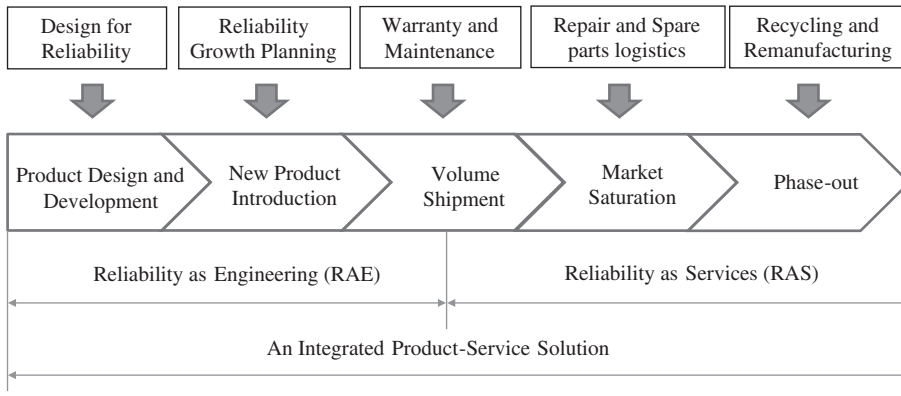 Design for
Reliability
Reliability
Growth Planning
Warranty and
Maintenance
Repair and Spare
parts logistics
Recycling and
Remanufacturing
Product Design and
Development
New Product
Introduction
Volume
Shipment
Market
Saturation
Phase-out
Reliability as Engineering (RAE)
Reliability as Services (RAS)
An Integrated Product-Service Solution